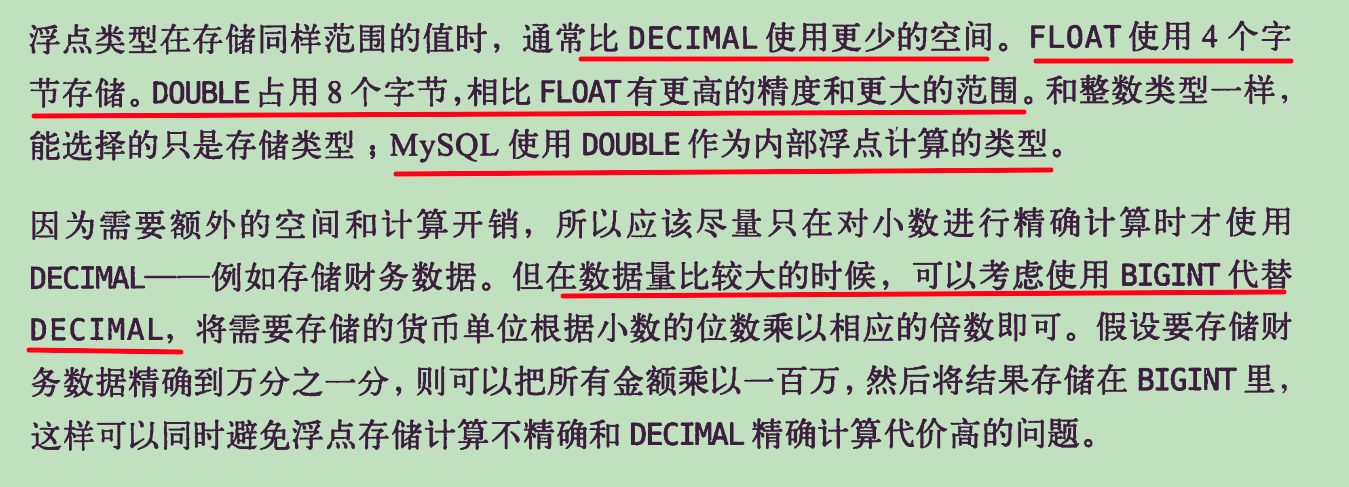 浮点类型在存储同样范围的值时，通常比 DECIMAL 使用更少的空间。FLOAT 使用 4 个字
节存储。DOUBLE 占用 8 个字节，相比 FLOAT 有更高的精度和更大的范围。和整数类型一样，
能选择的只是存储类型；MySQL 使用 DOUBLE 作为内部浮点计算的类型。
因为需要额外的空间和计算开销，所以应该尽量只在对小数进行精确计算时才使用
DECIMAL——例如存储财务数据。但在数据量比较大的时候，可以考虑使用 BIGINT 代替
DECIMAL，将需要存储的货币单位根据小数的位数乘以相应的倍数即可。假设要存储财
务数据精确到万分之一分，则可以把所有金额乘以一百万，然后将结果存储在 BIGINT 里，
这样可以同时避免浮点存储计算不精确和 DECIMAL 精确计算代价高的问题。